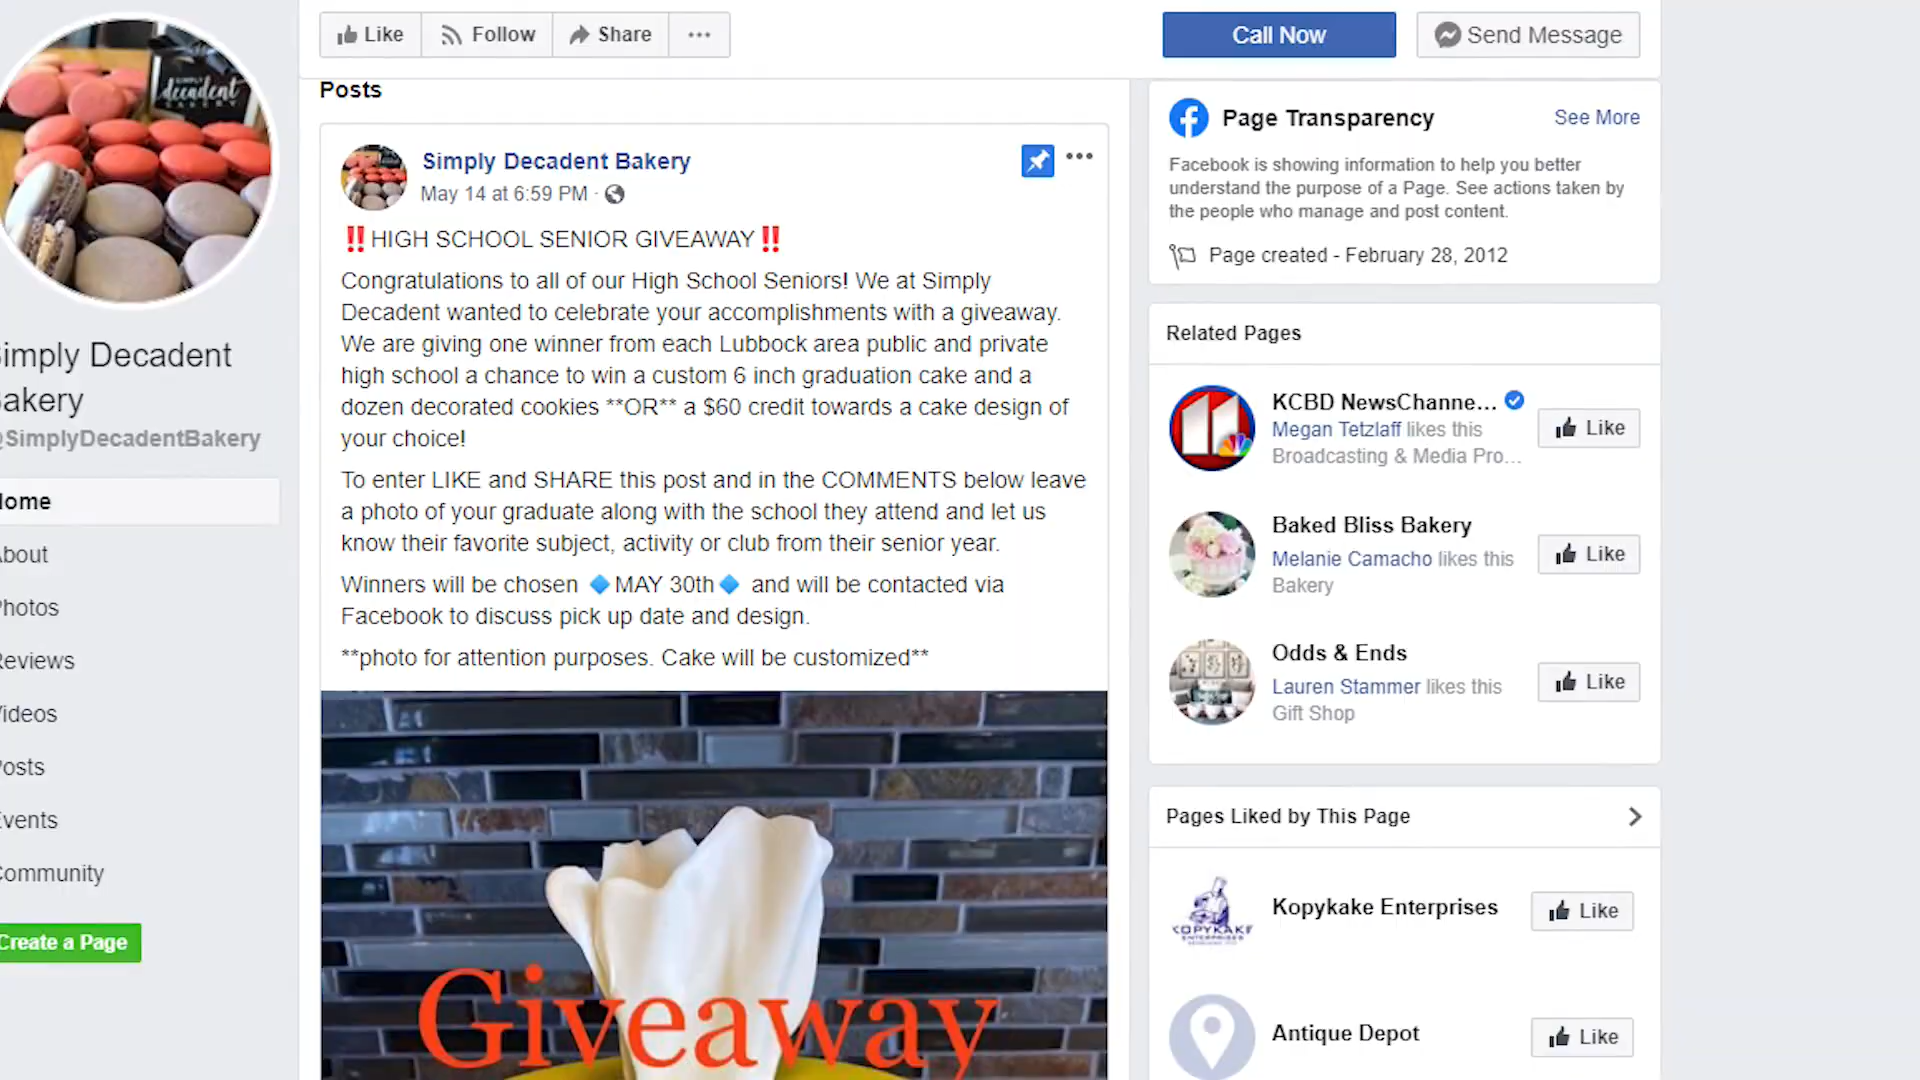 Like
Follow
Share
Call Now
Send Message
decadent
BAKERY
imply Decadent
akery
@SimplyDecadentBakery
ome
bout
hotos
eviews
ideos
osts
vents
ommunity
Create a Page
Posts
Simply Decadent Bakery
May 14 at 6:59 PM ·
‼️HIGH SCHOOL SENIOR GIVEAWAY‼️
Congratulations to all of our High School Seniors! We at Simply
Decadent wanted to celebrate your accomplishments with a giveaway.
We are giving one winner from each Lubbock area public and private
high school a chance to win a custom 6 inch graduation cake and a
dozen decorated cookies **OR** a $60 credit towards a cake design of
your choice!
To enter LIKE and SHARE this post and in the COMMENTS below leave
a photo of your graduate along with the school they attend and let us
know their favorite subject, activity or club from their senior year.
Winners will be chosen 🔷MAY 30th🔷 and will be contacted via
Facebook to discuss pick up date and design.
**photo for attention purposes. Cake will be customized**
Giveaway
Page Transparency
See More
Facebook is showing information to help you better
understand the purpose of a Page. See actions taken by
the people who manage and post content.
Page created - February 28, 2012
Related Pages
KCBD NewsChanne...
Megan Tetzlaff likes this
Broadcasting & Media Pro...
Like
Baked Bliss Bakery
Melanie Camacho likes this
Bakery
Like
Odds & Ends
Lauren Stammer likes this
Gift Shop
Like
Pages Liked by This Page
KOPYKAKE
ENTERPRISES
Kopykake Enterprises
Like
Antique Depot
Like